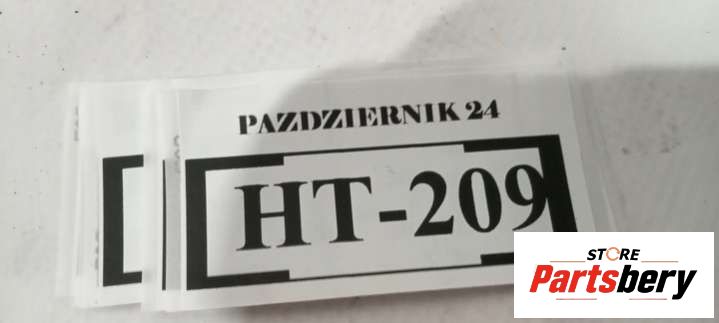 PAZDZIERNIK 24
HT-209
STORE
Partsbery